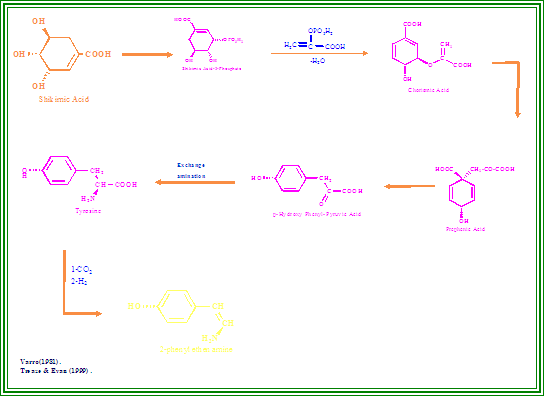 OH
HOOC
OPO₃H₂
COOH
OH
COOH
OPO₃H₂
H₂C
C
COOH
CH₂
-H₂O
O
C
COOH
OH
OH
OH
OH
Shikimic Acid
Shikimic Acid-3-Phosphate
Chorismic Acid
Exchange
amination
HO
CH₂
CH
COOH
H₂N
Tyrosine
HO
CH₂
C
COOH
O
p-Hydroxy Phenyl-Pyruvic Acid
HOOC
CH₂-CO-COOH
OH
Prephenic Acid
1-CO₂
2-H₂
HO
CH
CH
H₂N
Varro(1981).
Trease & Evan (1999).